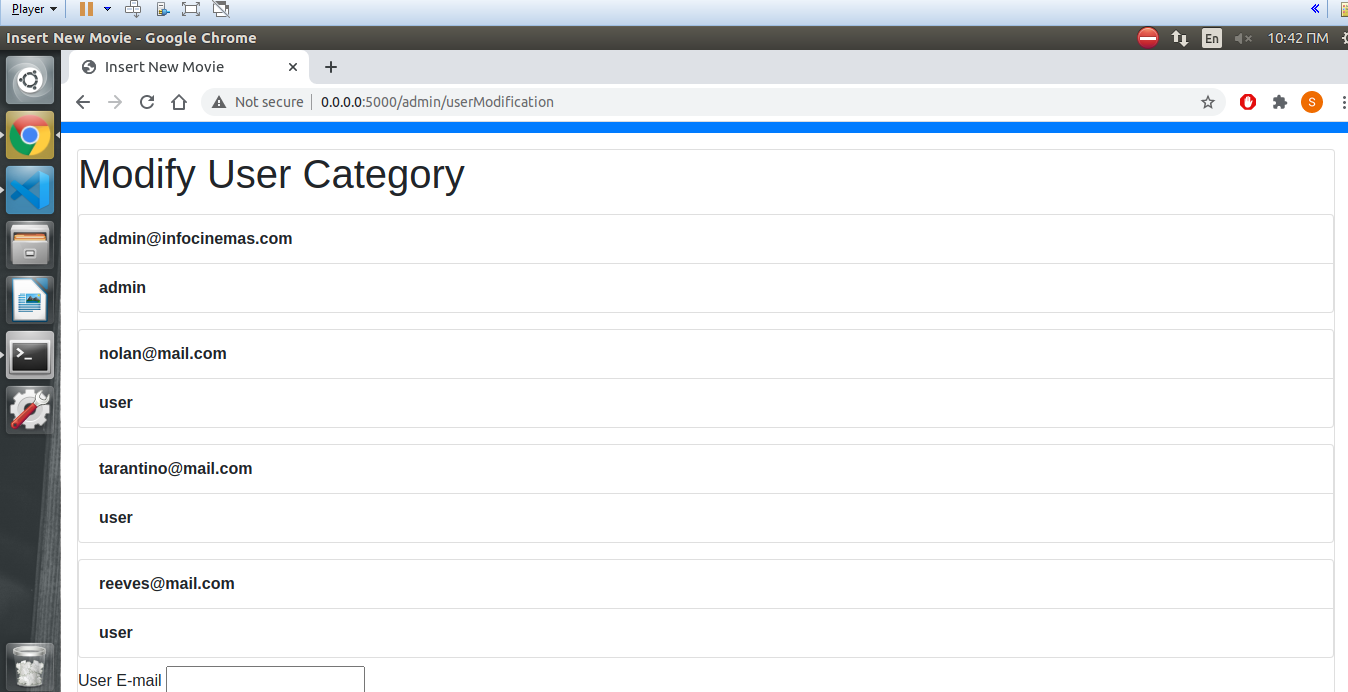 Player
Insert New Movie - Google Chrome
En
10:42 ΠΜ
Insert New Movie
Not secure
0.0.0.0:5000/admin/userModification
S
Modify User Category
admin@infocinemas.com
admin
nolan@mail.com
user
tarantino@mail.com
user
reeves@mail.com
user
User E-mail